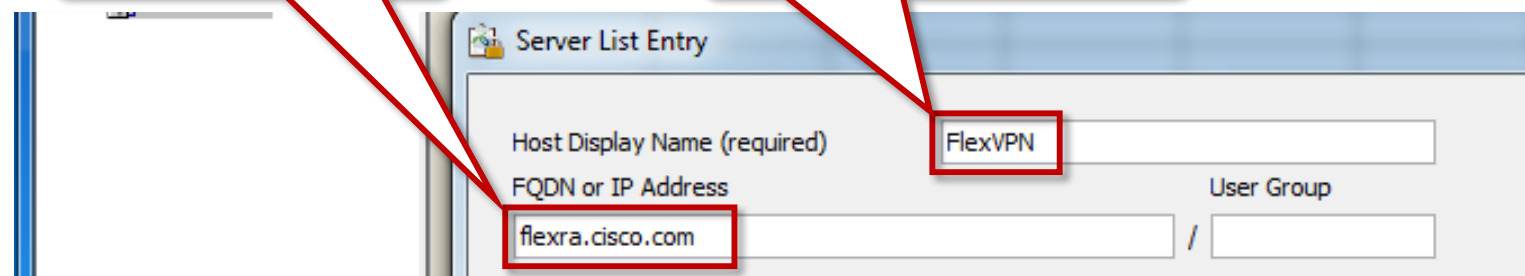 Server List Entry
Host Display Name (required) FlexVPN
FQDN or IP Address User Group
flexra.cisco.com /